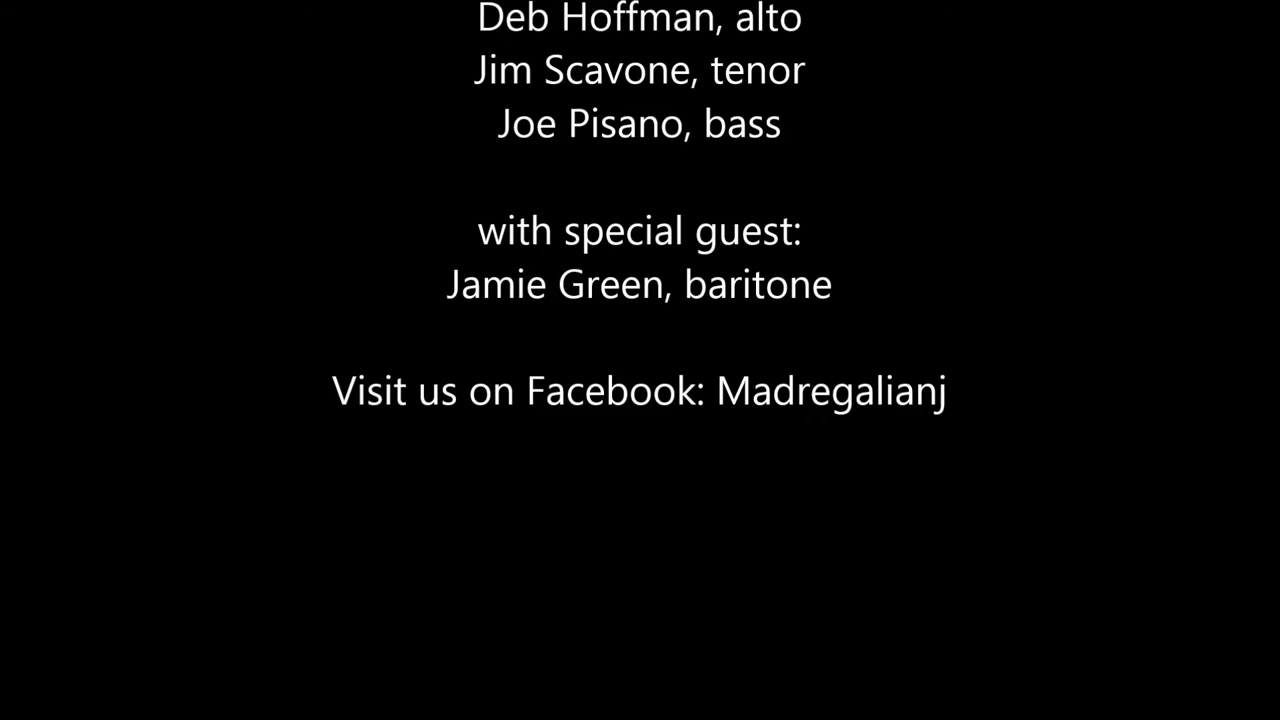 Deb Hoffman, alto
Jim Scavone, tenor
Joe Pisano, bass
with special guest:
Jamie Green, baritone
Visit us on Facebook: Madregalianj